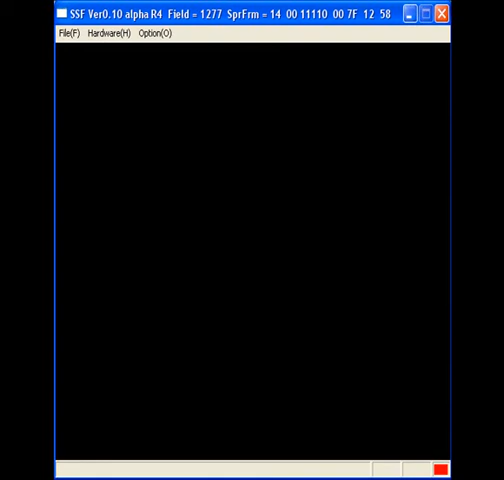 SSF Ver0.10 alpha R4 Field = 1277 SprFrm = 14 00 11110 00 7F 12 58
File(F) Hardware(H) Option(O)